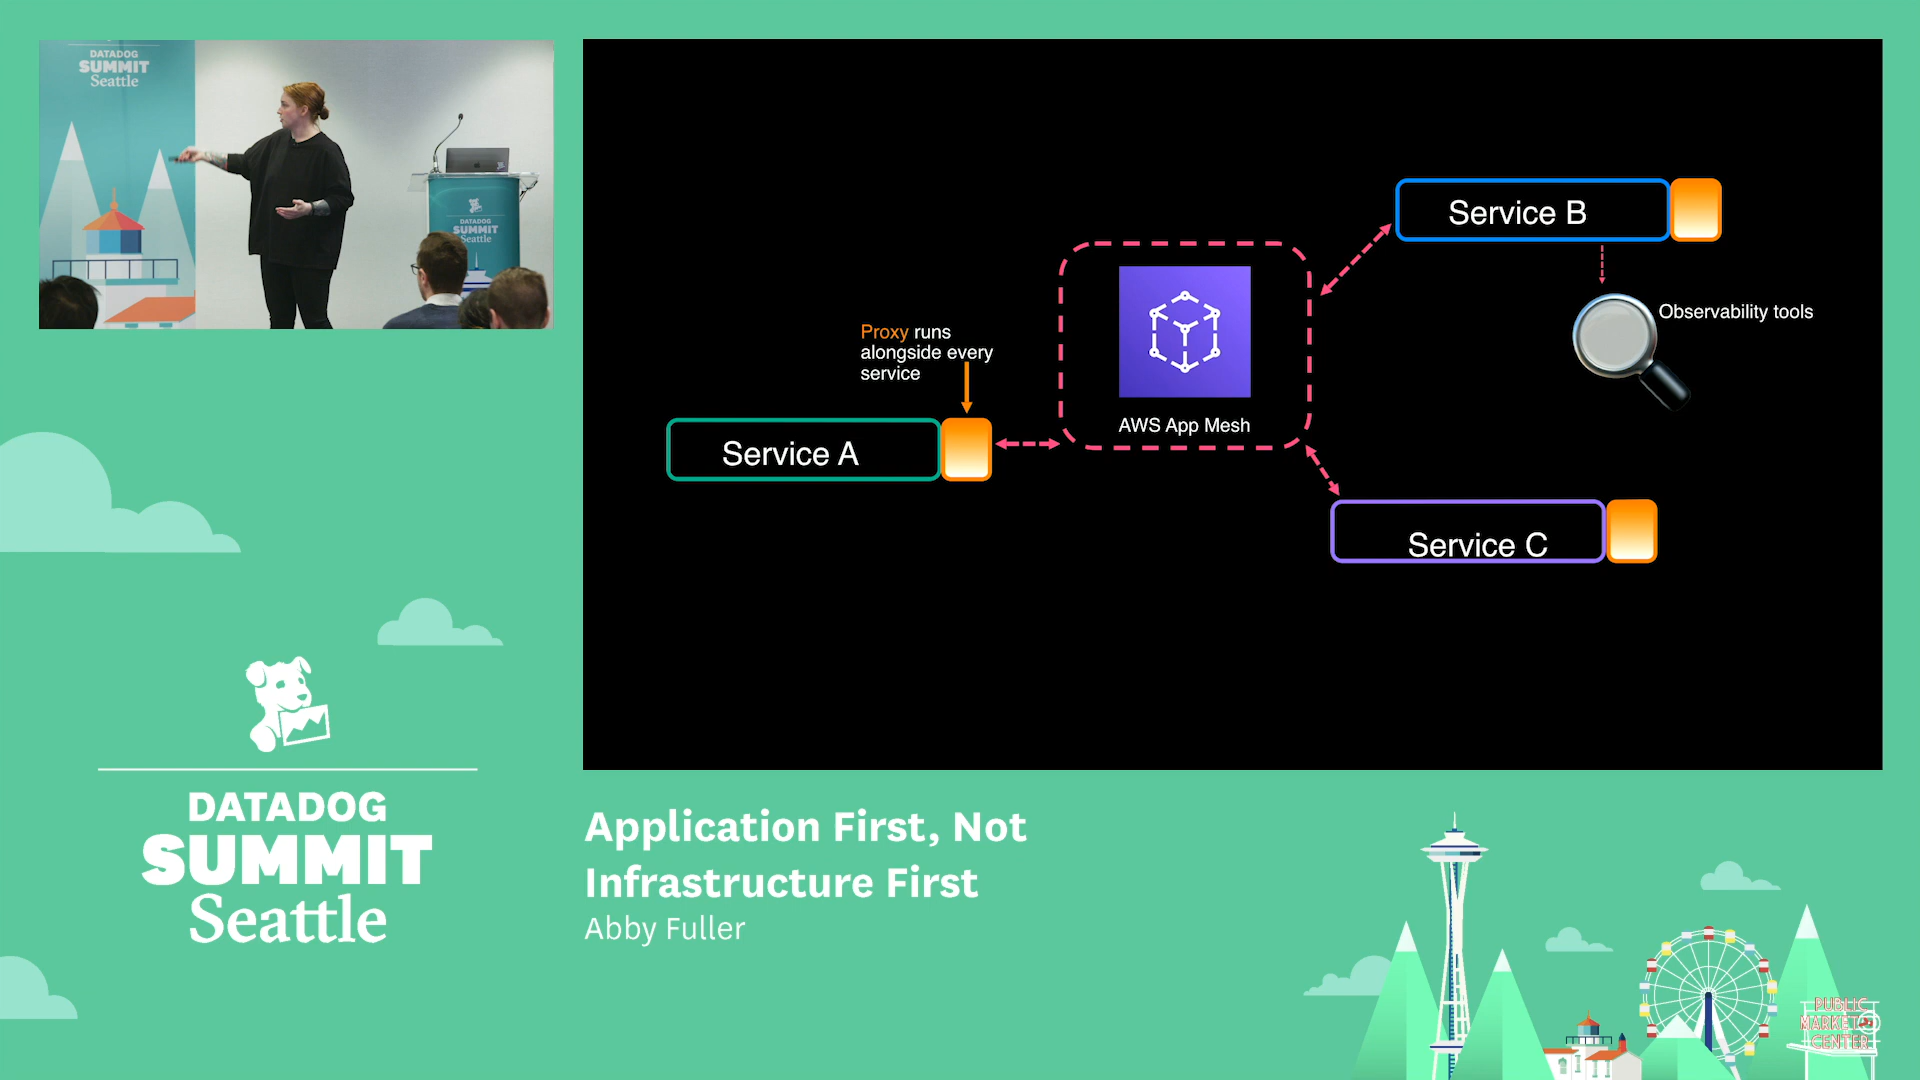 DATADOG
SUMMIT
Seattle
DATADOG
SUMMIT
Seattle
Service B
Observability tools
Proxy runs
alongside every
service
AWS App Mesh
Service A
Service C
DATADOG
SUMMIT
Seattle
Application First, Not
Infrastructure First
Abby Fuller
PUBLIC
MARKET
CENTER